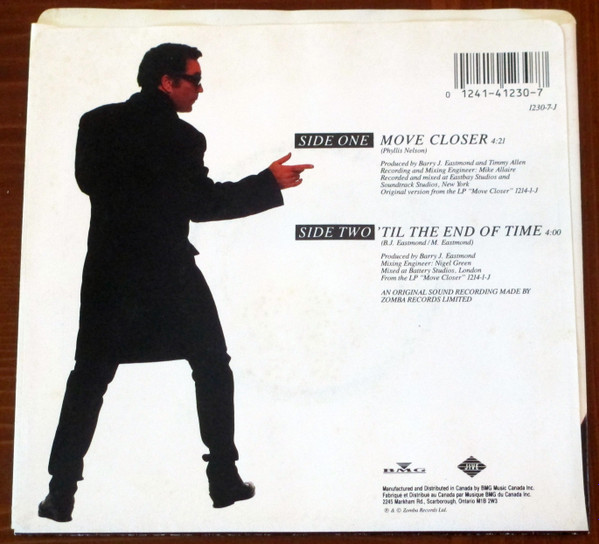 0 1241-41230-7
1230-7-J
SIDE ONE MOVE CLOSER 4:21
(Phyllis Nelson)
Produced by Barry J. Eastmond and Timmy Allen
Recording and Mixing Engineer: Mike Allaire
Recorded and mixed at Eastbay Studios and
Soundtrack Studios, New York
Original version from the LP "Move Closer" 1214-1-J
SIDE TWO 'TIL THE END OF TIME 4:00
(B.J. Eastmond / M. Eastmond)
Produced by Barry J. Eastmond
Mixing Engineer: Nigel Green
Mixed at Battery Studios, London
From the LP "Move Closer" 1214-1-J
AN ORIGINAL SOUND RECORDING MADE BY
ZOMBA RECORDS LIMITED
BMG
JIVE
Manufactured and Distributed in Canada by BMG Music Canada Inc.
Fabriqué et Distribué au Canada par Musique BMG du Canada Inc.
2245 Markham Rd., Scarborough, Ontario M1B 2W3
℗ & © Zomba Records Ltd.